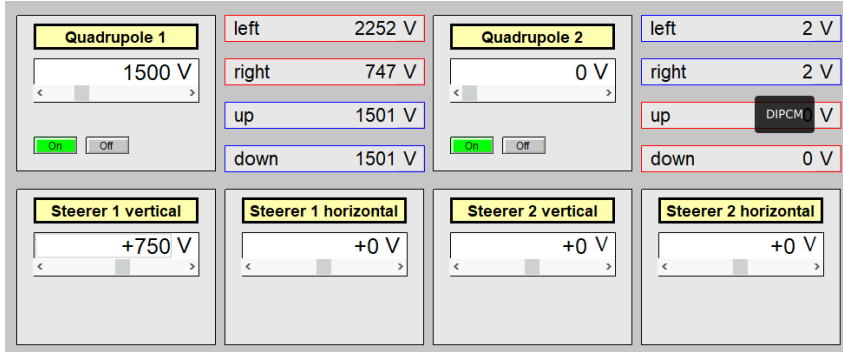 Quadrupole 1
1500 V
On Off
left 2252 V
right 747 V
up 1501 V
down 1501 V
Quadrupole 2
0 V
On Off
left 2 V
right 2 V
up 0 V
DIPCM
down 0 V
Steerer 1 vertical
+750 V
Steerer 1 horizontal
+0 V
Steerer 2 vertical
+0 V
Steerer 2 horizontal
+0 V